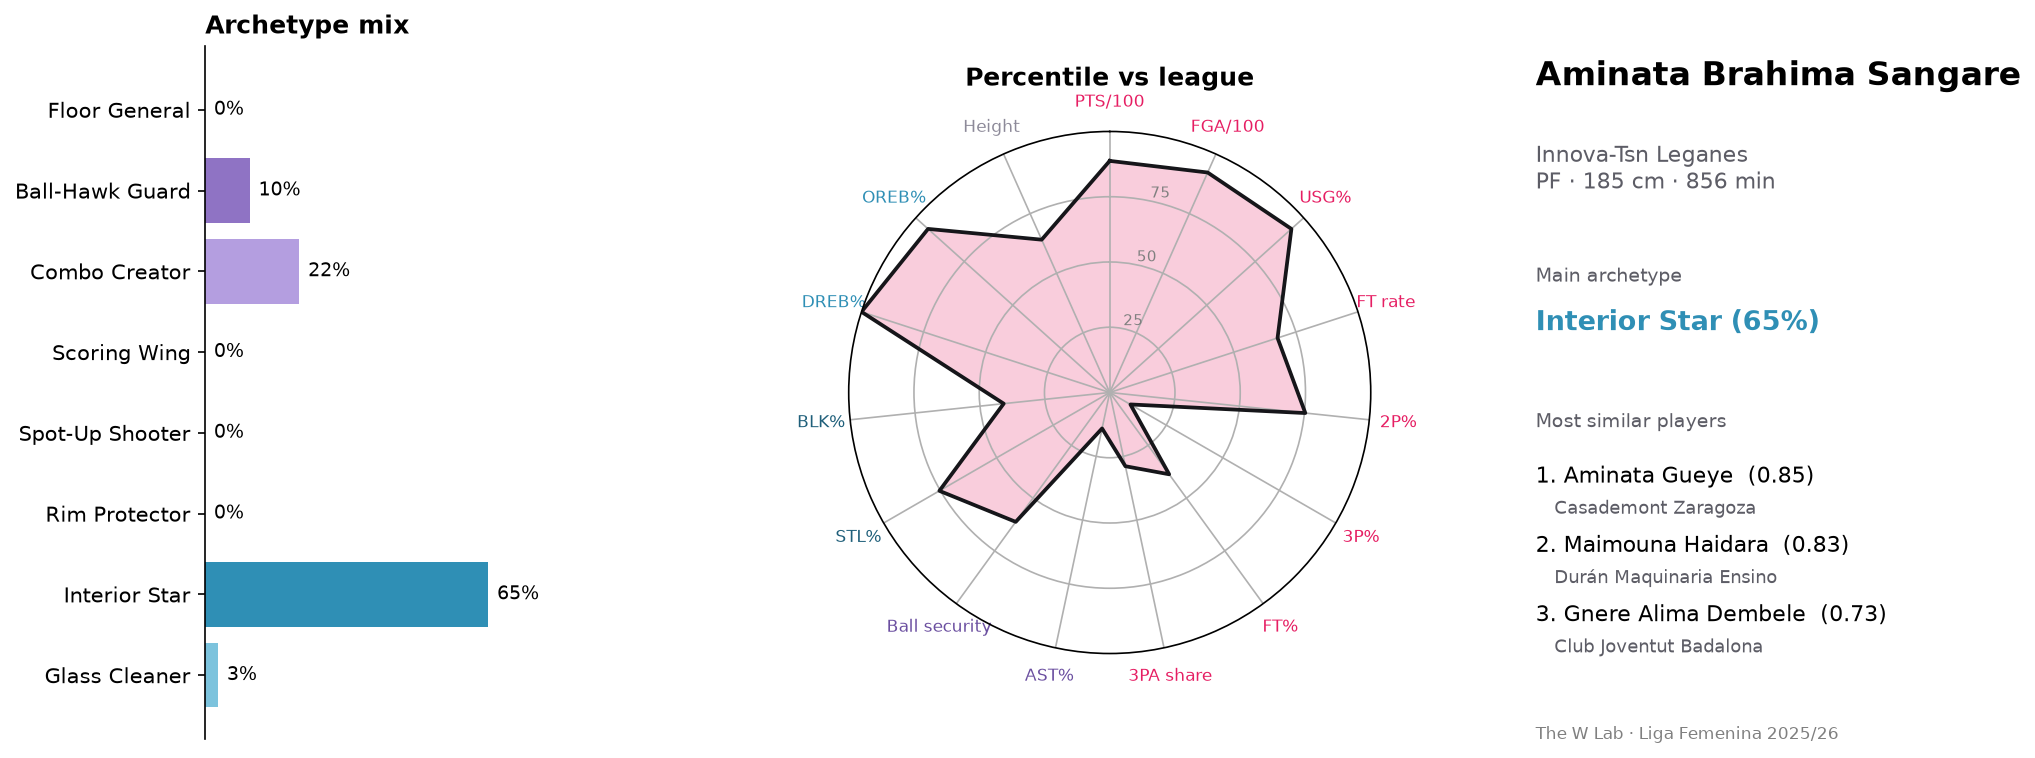 Archetype mix
Floor General
0%
Ball-Hawk Guard
10%
Combo Creator
22%
Scoring Wing
0%
Spot-Up Shooter
0%
Rim Protector
0%
Interior Star
65%
Glass Cleaner
3%
Percentile vs league
PTS/100
FGA/100
USG%
FT rate
2P%
3P%
FT%
3PA share
AST%
Ball security
STL%
BLK%
DREB%
OREB%
Height
75
50
25
Aminata Brahima Sangare
Innova-Tsn Leganes
PF · 185 cm · 856 min
Main archetype
Interior Star (65%)
Most similar players
1. Aminata Gueye (0.85)
Casademont Zaragoza
2. Maimouna Haidara (0.83)
Durán Maquinaria Ensino
3. Gnere Alima Dembele (0.73)
Club Joventut Badalona
The W Lab · Liga Femenina 2025/26